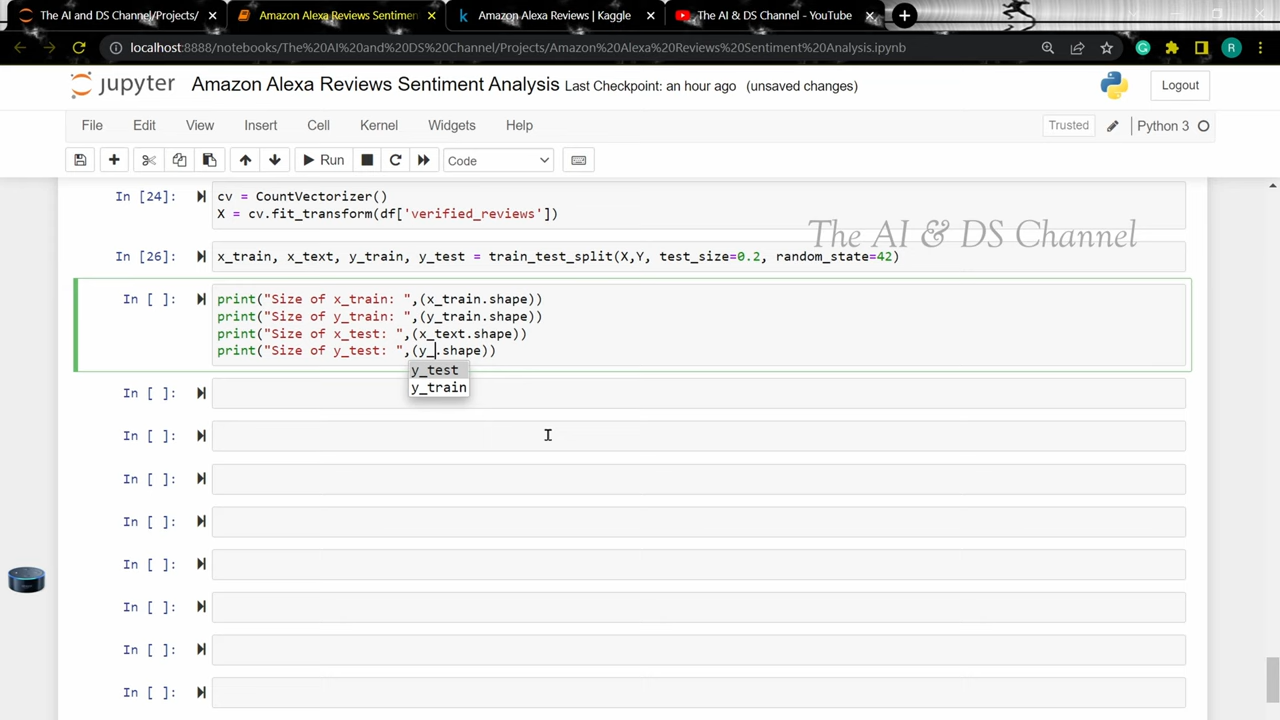 The AI and DS Channel/Projects/
Amazon Alexa Reviews Sentimen
Amazon Alexa Reviews | Kaggle
The AI & DS Channel - YouTube
localhost:8888/notebooks/The%20AI%20and%20DS%20Channel/Projects/Amazon%20Alexa%20Reviews%20Sentiment%20Analysis.ipynb
R
jupyter Amazon Alexa Reviews Sentiment Analysis Last Checkpoint: an hour ago (unsaved changes) Logout
File Edit View Insert Cell Kernel Widgets Help Trusted Python 3
Run Code
In [24]: cv = CountVectorizer()
X = cv.fit_transform(df['verified_reviews'])
The AI & DS Channel
In [26]: x_train, x_text, y_train, y_test = train_test_split(X,Y, test_size=0.2, random_state=42)
In [ ]: print("Size of x_train: ",(x_train.shape))
print("Size of y_train: ",(y_train.shape))
print("Size of x_test: ",(x_text.shape))
print("Size of y_test: ",(y_.shape))
y_test
y_train
In [ ]:
In [ ]:
In [ ]:
In [ ]:
In [ ]:
In [ ]:
In [ ]:
In [ ]: